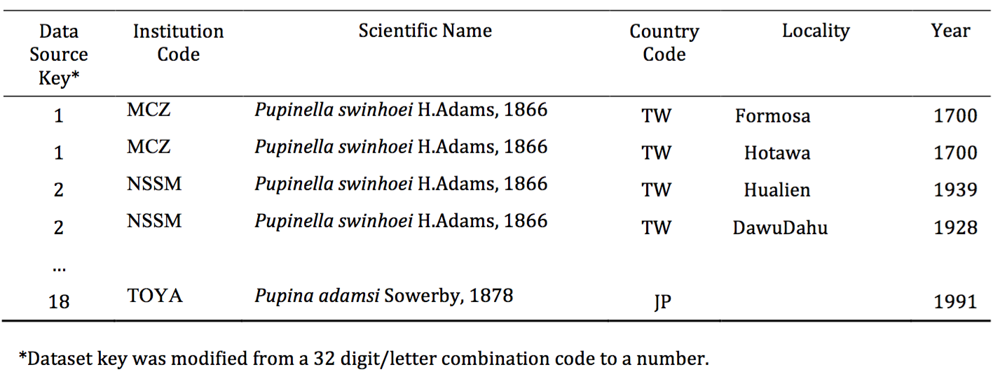 Data Source Key* Institution Code Scientific Name Country Code Locality Year
1 MCZ Pupinella swinhoei H.Adams, 1866 TW Formosa 1700
1 MCZ Pupinella swinhoei H.Adams, 1866 TW Hotawa 1700
2 NSSM Pupinella swinhoei H.Adams, 1866 TW Hualien 1939
2 NSSM Pupinella swinhoei H.Adams, 1866 TW DawuDahu 1928
...
18 TOYA Pupina adamsi Sowerby, 1878 JP 1991
*Dataset key was modified from a 32 digit/letter combination code to a number.